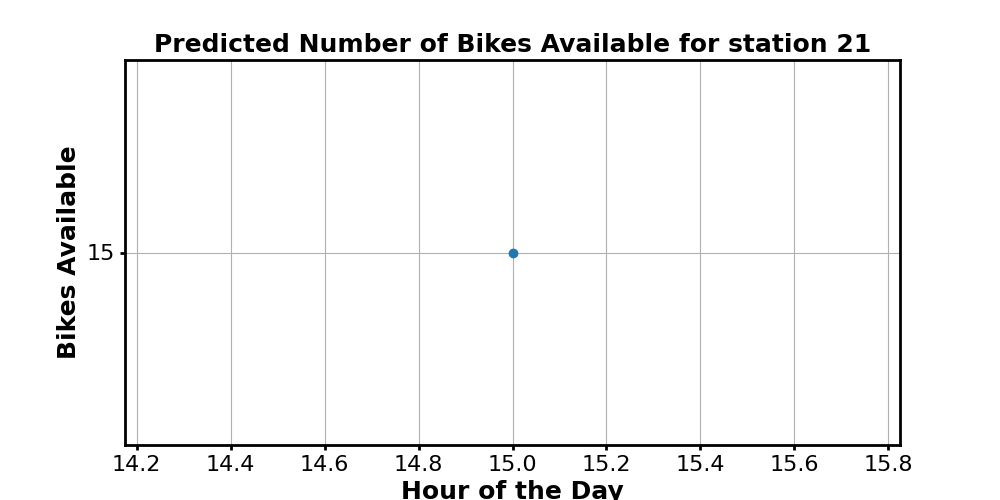 Predicted Number of Bikes Available for station 21
Bikes Available
15
14.2 14.4 14.6 14.8 15.0 15.2 15.4 15.6 15.8
Hour of the Day